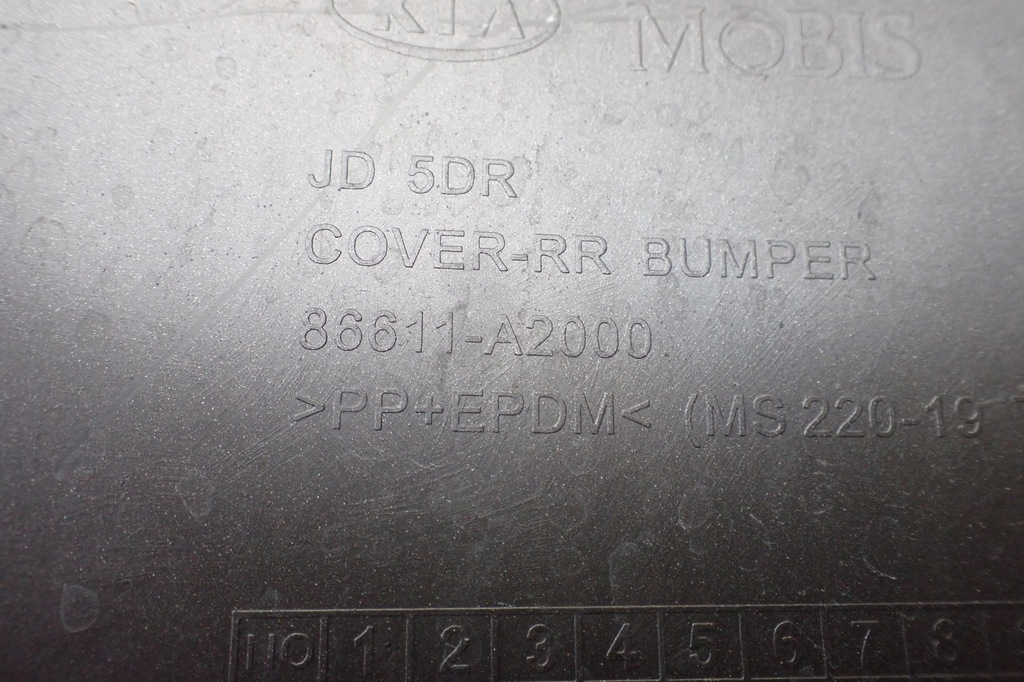 KIA MOBIS
JD 5DR
COVER-RR BUMPER
86611-A2000
>PP+EPDM< (MS 220-19
NO 1 2 3 4 5 6 7 8